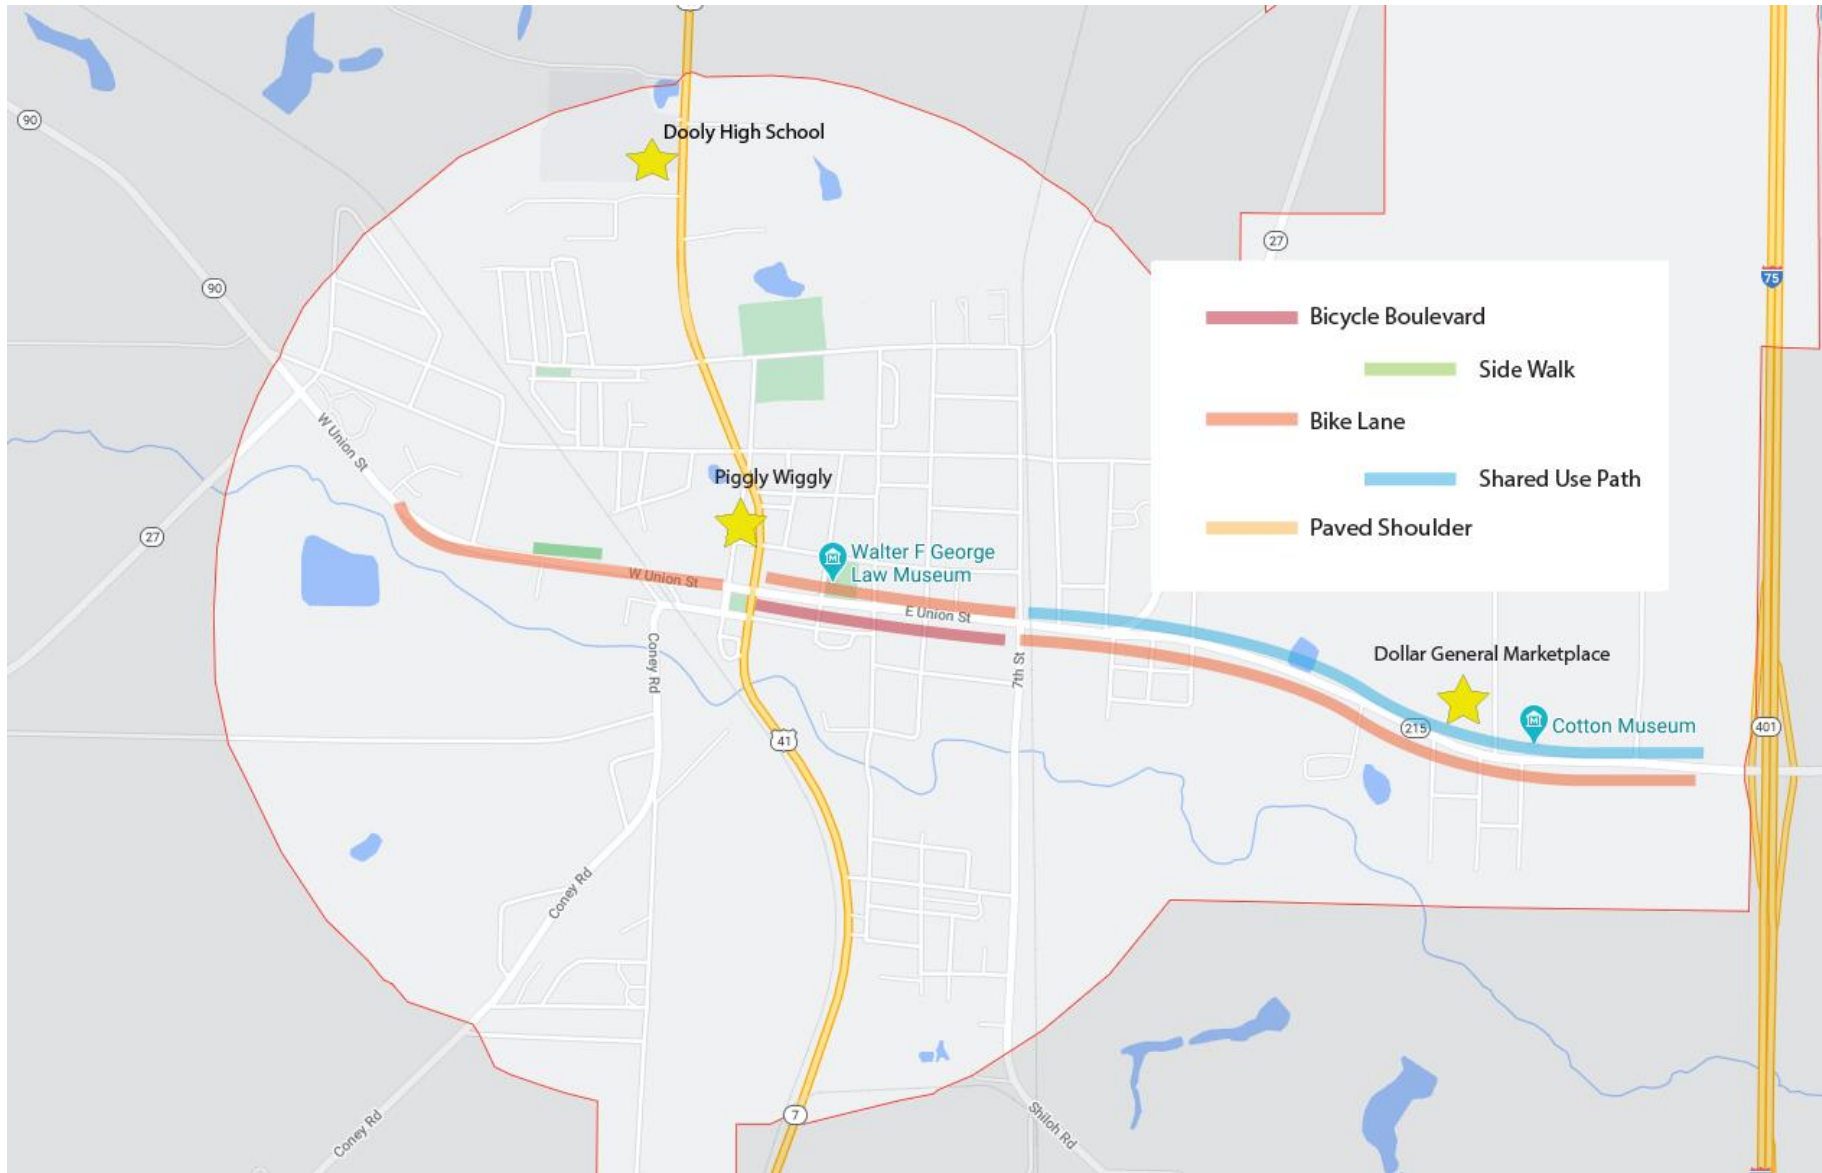 90
Dooly High School
27
90
75
Bicycle Boulevard
Side Walk
Bike Lane
Shared Use Path
Paved Shoulder
W Union St
Piggly Wiggly
27
Walter F George
Law Museum
W Union St
E Union St
Coney Rd
7th St
Dollar General Marketplace
215
Cotton Museum
401
41
Coney Rd
7
Coney Rd
Shiloh Rd